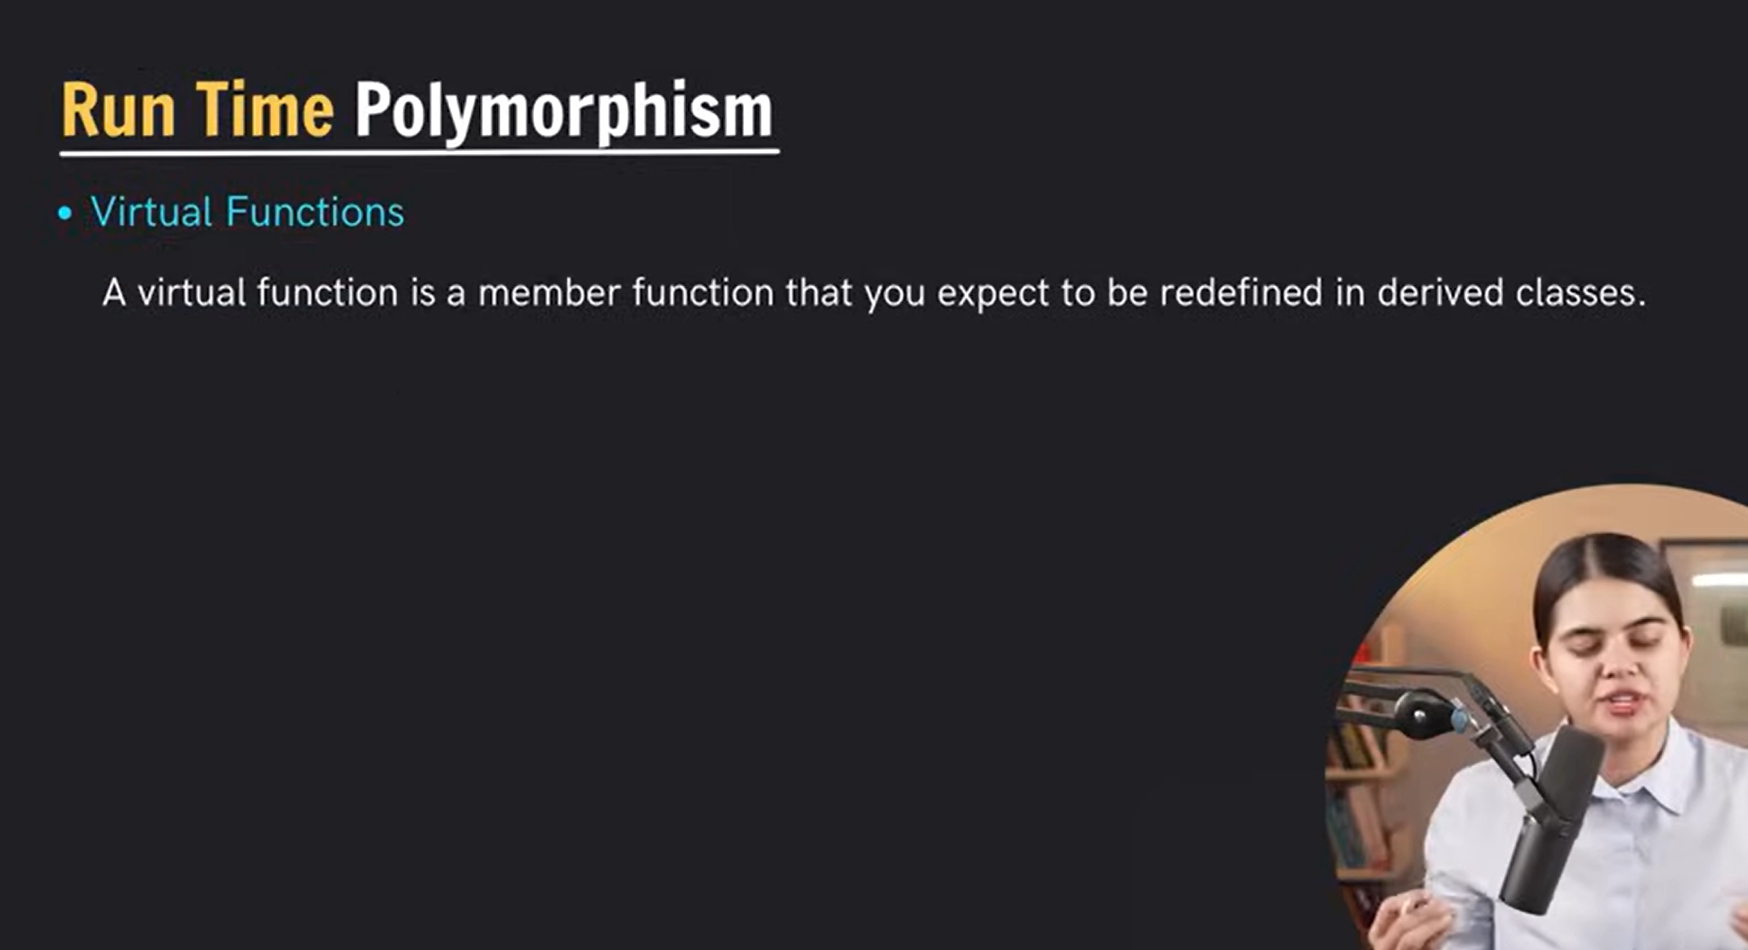 Run Time Polymorphism
• Virtual Functions
A virtual function is a member function that you expect to be redefined in derived classes.